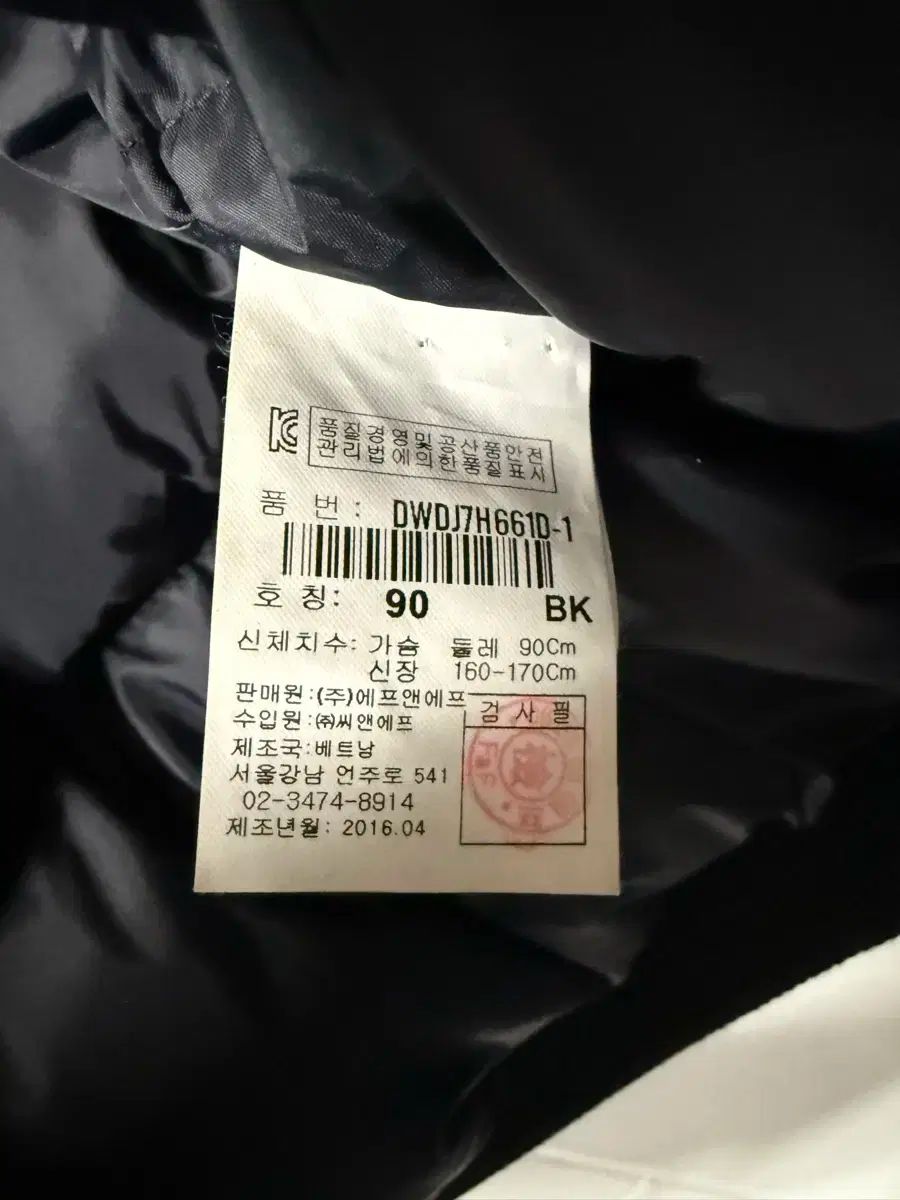 KC 품질경영및공산품안전
관리법에의한품질표시
품 번: DWDJ7H661D-1
호 칭: 90 BK
신체치수: 가슴 둘레 90Cm
신장 160-170Cm
판매원:(주)에프앤에프
수입원:㈜씨앤에프
검 사 필
제조국:베트낭
서울강남 언주로 541
02-3474-8914
제조년월: 2016.04